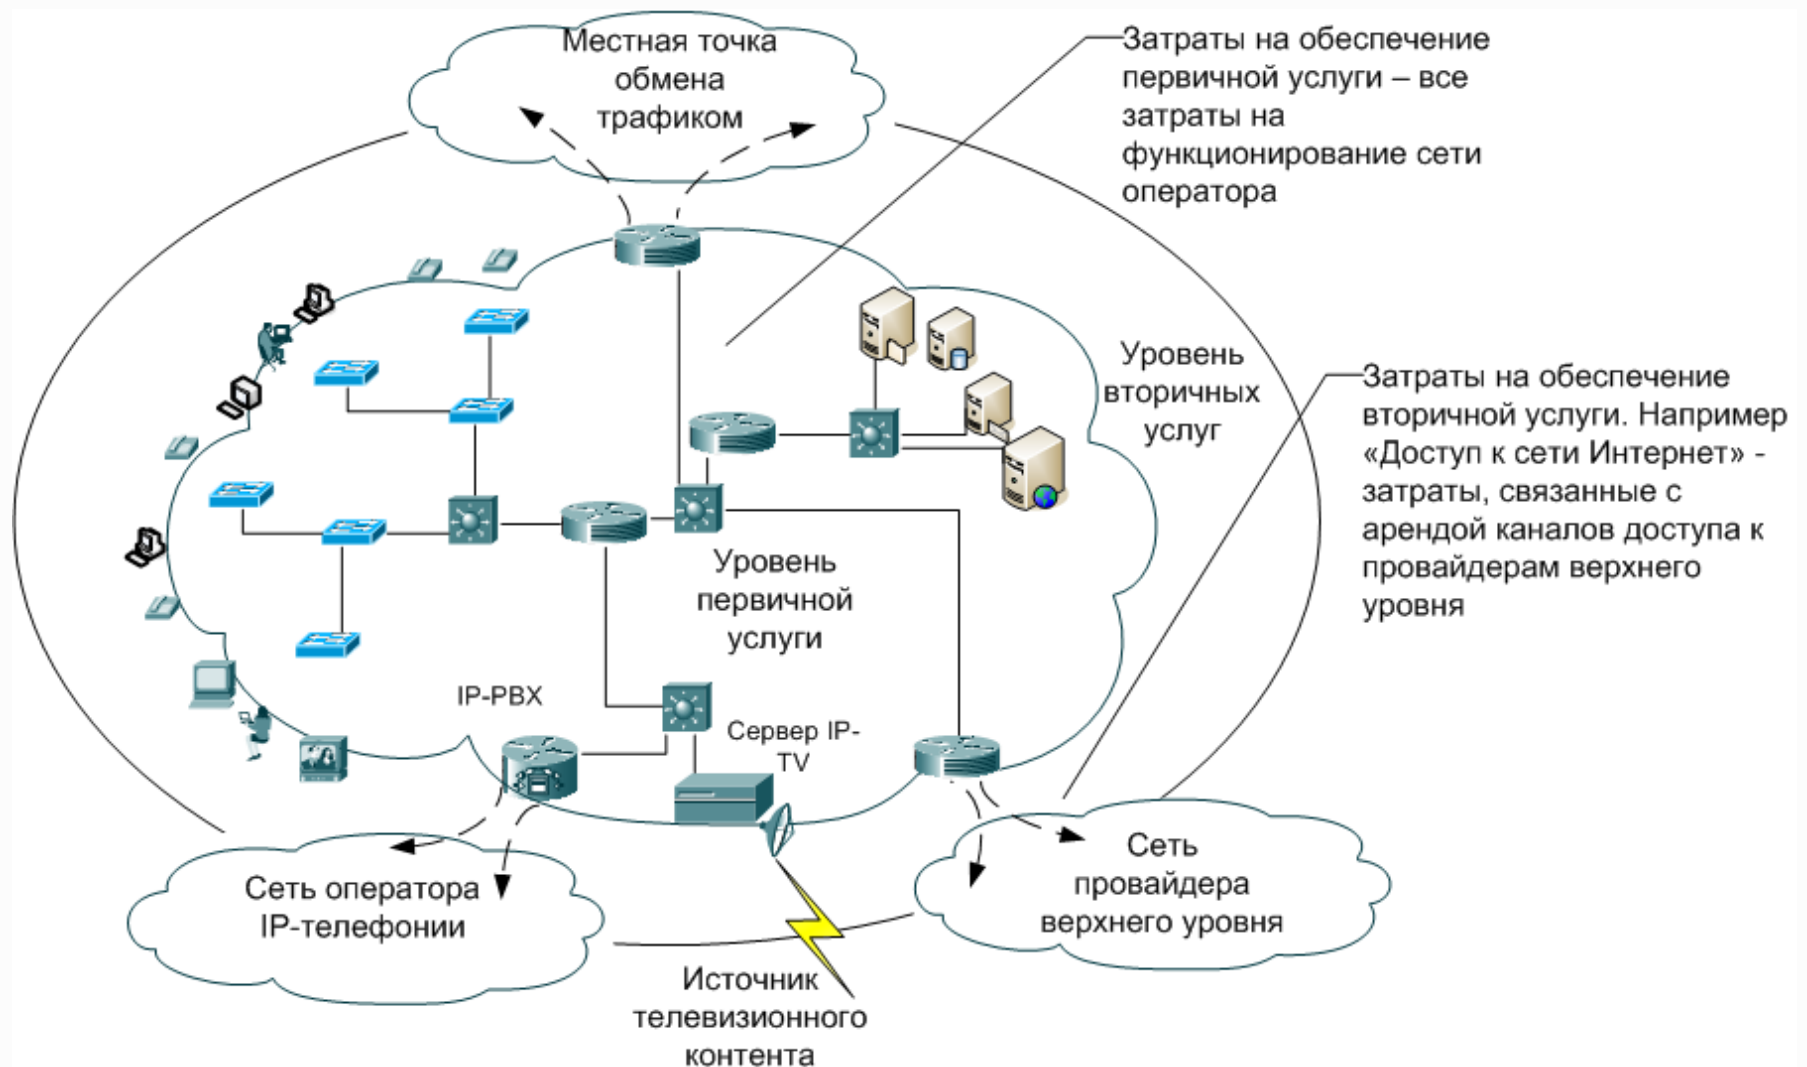 Местная точка
обмена
трафиком
Затраты на обеспечение
первичной услуги – все
затраты на
функционирование сети
оператора
Уровень
вторичных
услуг
Затраты на обеспечение
вторичной услуги. Например
«Доступ к сети Интернет» -
затраты, связанные с
арендой каналов доступа к
провайдерам верхнего
уровня
Уровень
первичной
услуги
IP-PBX
Сервер IP-
TV
Сеть оператора
IP-телефонии
Сеть
провайдера
верхнего уровня
Источник
телевизионного
контента